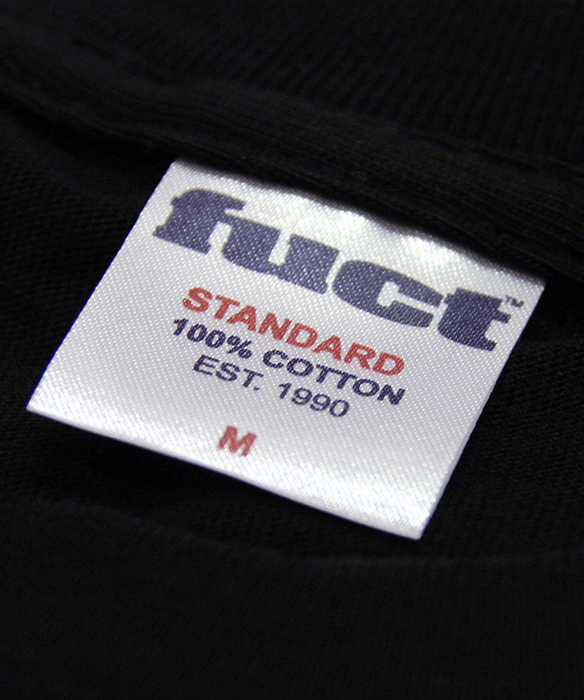 fuct™
STANDARD
100% COTTON
EST. 1990
M